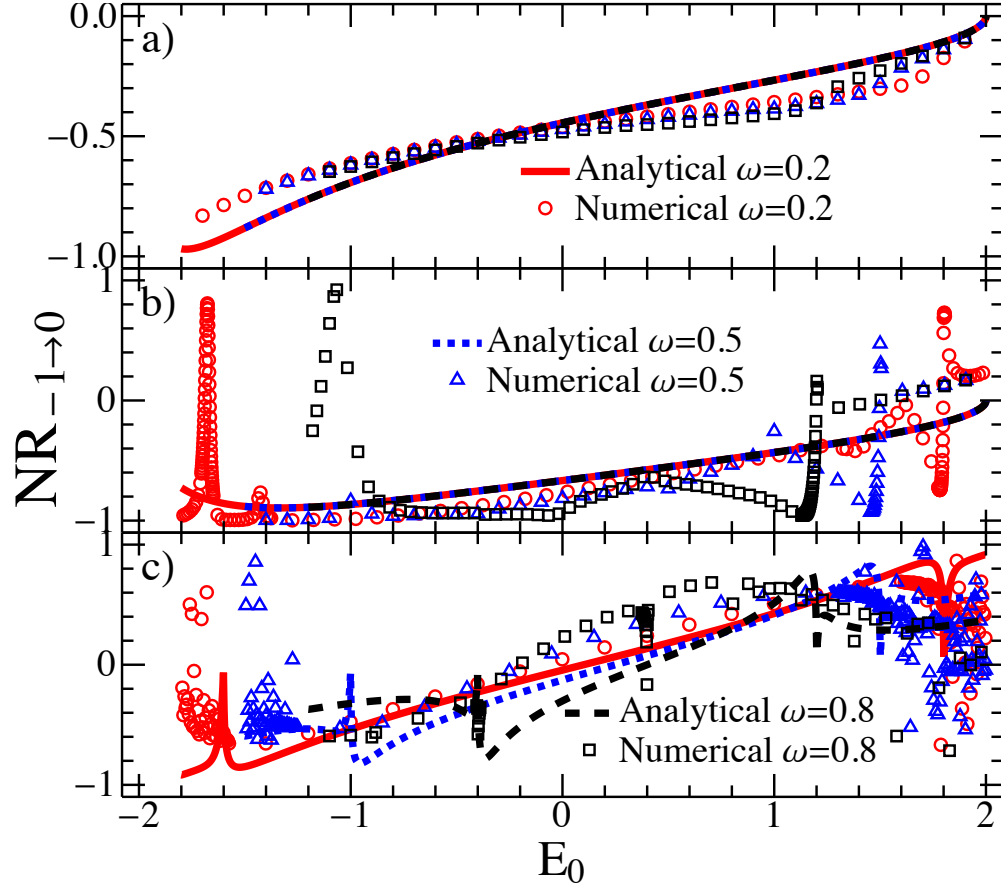 a)
0.0
−0.5
−1.0
Analytical ω=0.2
Numerical ω=0.2
b)
1
0
−1
Analytical ω=0.5
Numerical ω=0.5
NR₋₁→₀
c)
1
0
−1
Analytical ω=0.8
Numerical ω=0.8
−2 −1 0 1 2
E₀